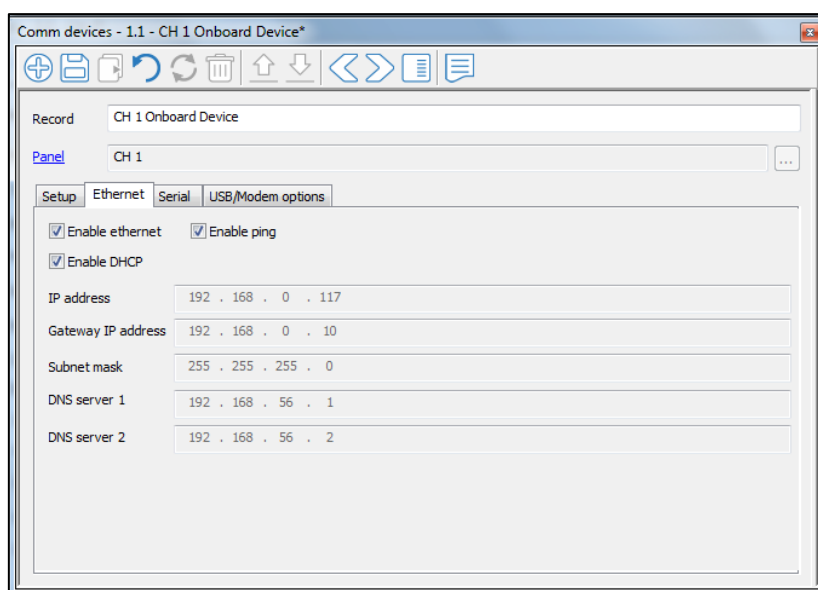 Comm devices - 1.1 - CH 1 Onboard Device*
Record CH 1 Onboard Device
Panel CH 1 ...
Setup Ethernet Serial USB/Modem options
Enable ethernet Enable ping
Enable DHCP
IP address 192 . 168 . 0 . 117
Gateway IP address 192 . 168 . 0 . 10
Subnet mask 255 . 255 . 255 . 0
DNS server 1 192 . 168 . 56 . 1
DNS server 2 192 . 168 . 56 . 2